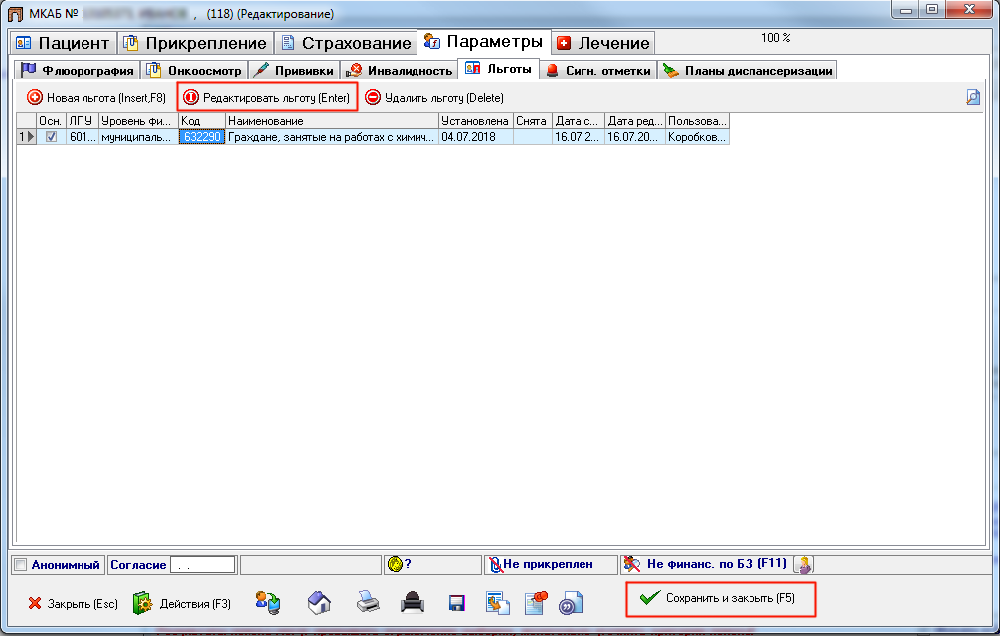 МКАБ № , (118) (Редактирование)
Пациент Прикрепление Страхование Параметры Лечение 100 %
Флюорография Онкоосмотр Прививки Инвалидность Льготы Сигн. отметки Планы диспансеризации
Новая льгота (Insert,F8) Редактировать льготу (Enter) Удалить льготу (Delete)
Осн. ЛПУ Уровень фи... Код Наименование Установлена Снята Дата с... Дата ред... Пользова...
1 601... муниципаль... 632290 Граждане, занятые на работах с химич... 04.07.2018 16.07.2... 16.07.20... Коробков...
Анонимный Согласие . . ? Не прикреплен Не финанс. по БЗ (F11)
Закрыть (Esc) Действия (F3) Сохранить и закрыть (F5)